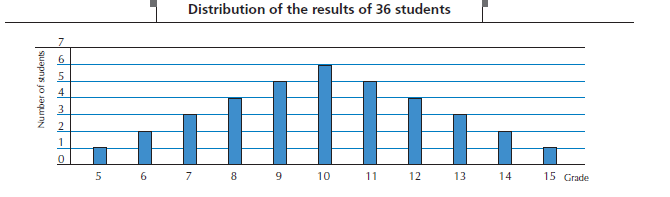 Distribution of the results of 36 students
Number of students
7
6
5
4
3
2
1
0
5 6 7 8 9 10 11 12 13 14 15 Grade